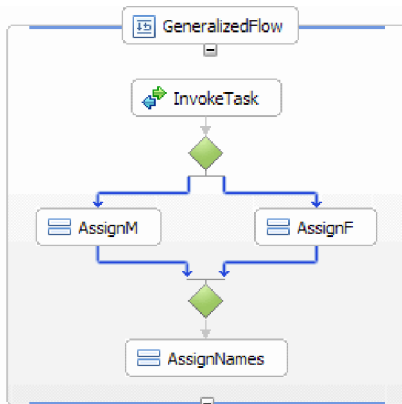 GeneralizedFlow
InvokeTask
AssignM
AssignF
AssignNames